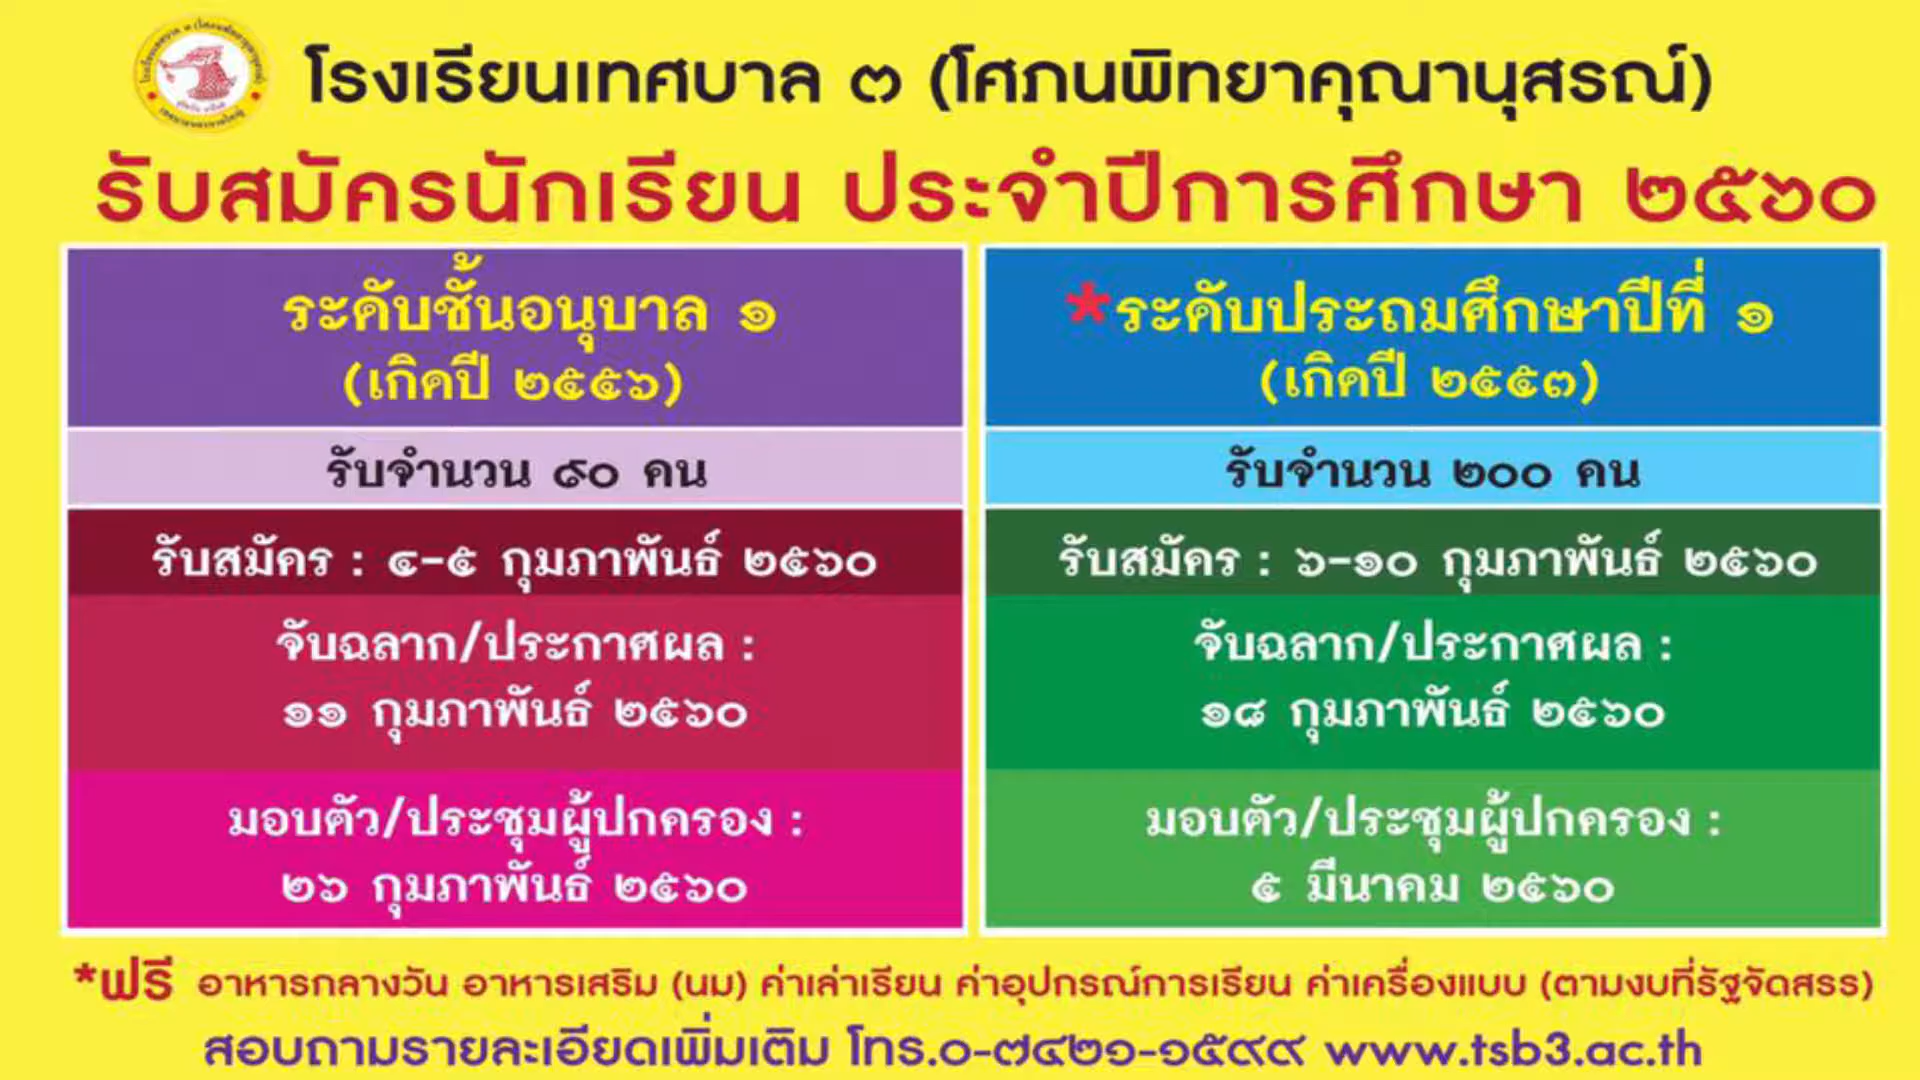 โรงเรียนเทศบาล ๓ (โศภนพิทยาคุณานุสรณ์)
รับสมัครนักเรียน ประจำปีการศึกษา ๒๕๖๐
ระดับชั้นอนุบาล ๑
(เกิดปี ๒๕๕๖)
รับจำนวน ๙๐ คน
รับสมัคร : ๔-๕ กุมภาพันธ์ ๒๕๖๐
จับฉลาก/ประกาศผล :
๑๑ กุมภาพันธ์ ๒๕๖๐
มอบตัว/ประชุมผู้ปกครอง :
๒๖ กุมภาพันธ์ ๒๕๖๐
*ระดับประถมศึกษาปีที่ ๑
(เกิดปี ๒๕๕๓)
รับจำนวน ๒๐๐ คน
รับสมัคร : ๖-๑๐ กุมภาพันธ์ ๒๕๖๐
จับฉลาก/ประกาศผล :
๑๘ กุมภาพันธ์ ๒๕๖๐
มอบตัว/ประชุมผู้ปกครอง :
๕ มีนาคม ๒๕๖๐
*ฟรี อาหารกลางวัน อาหารเสริม (นม) ค่าเล่าเรียน ค่าอุปกรณ์การเรียน ค่าเครื่องแบบ (ตามงบที่รัฐจัดสรร)
สอบถามรายละเอียดเพิ่มเติม โทร.๐-๗๔๒๑-๑๕๙๙ www.tsb3.ac.th